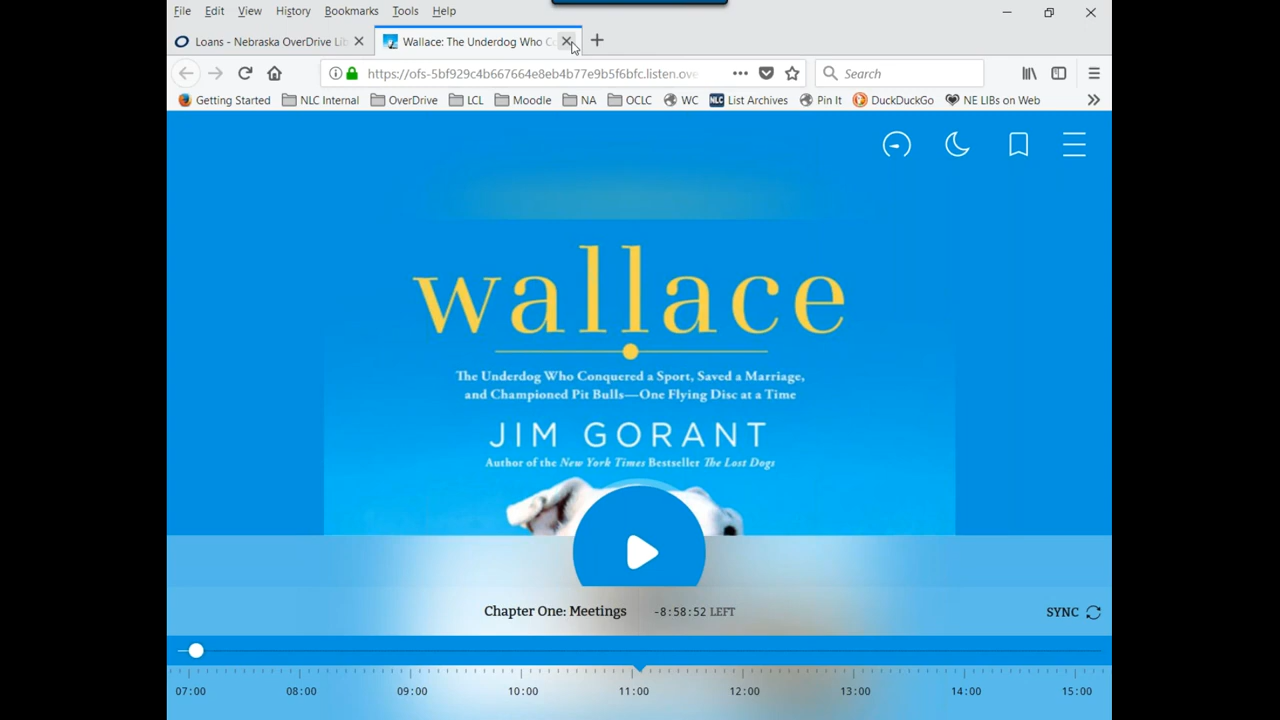 File Edit View History Bookmarks Tools Help
Loans - Nebraska OverDrive Lib
Wallace: The Underdog Who Co
https://ofs-5bf929c4b667664e8eb4b77e9b5f6bfc.listen.ove
Search
Getting Started NLC Internal OverDrive LCL Moodle NA OCLC WC NLC List Archives Pin It DuckDuckGo NE LIBs on Web
wallace
The Underdog Who Conquered a Sport, Saved a Marriage,
and Championed Pit Bulls—One Flying Disc at a Time
JIM GORANT
Author of the New York Times Bestseller The Lost Dogs
Chapter One: Meetings -8:58:52 LEFT SYNC
07:00 08:00 09:00 10:00 11:00 12:00 13:00 14:00 15:00